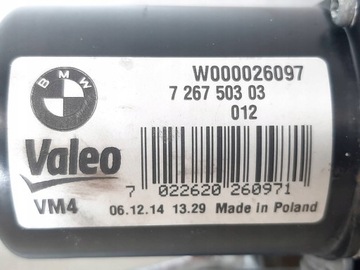 BMW
W000026097
7 267 503 03
012
Valeo
7 022620 260971
VM4 06.12.14 13.29 Made In Poland